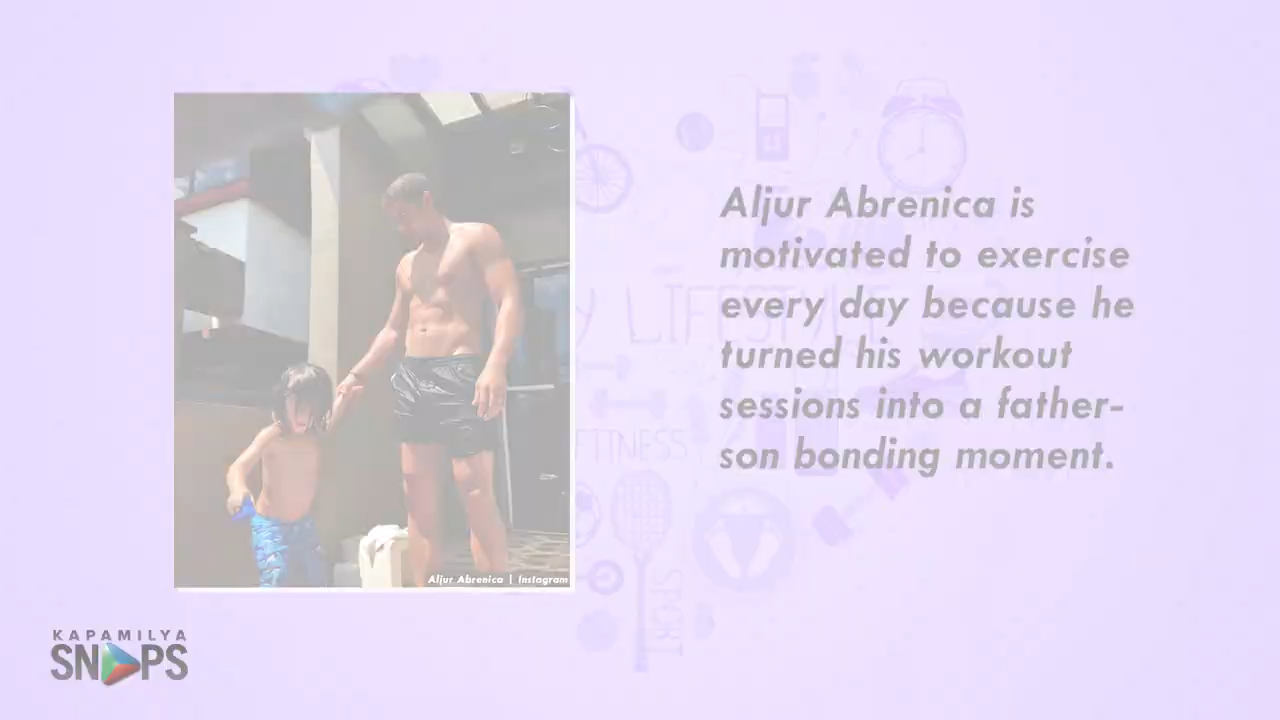 Aljur Abrenica is
motivated to exercise
every day because he
turned his workout
sessions into a father-
son bonding moment.
Y LIFESTYLE
FITNESS
SPORT
Aljur Abrenica | Instagram
KAPAMILYA
SNAPS